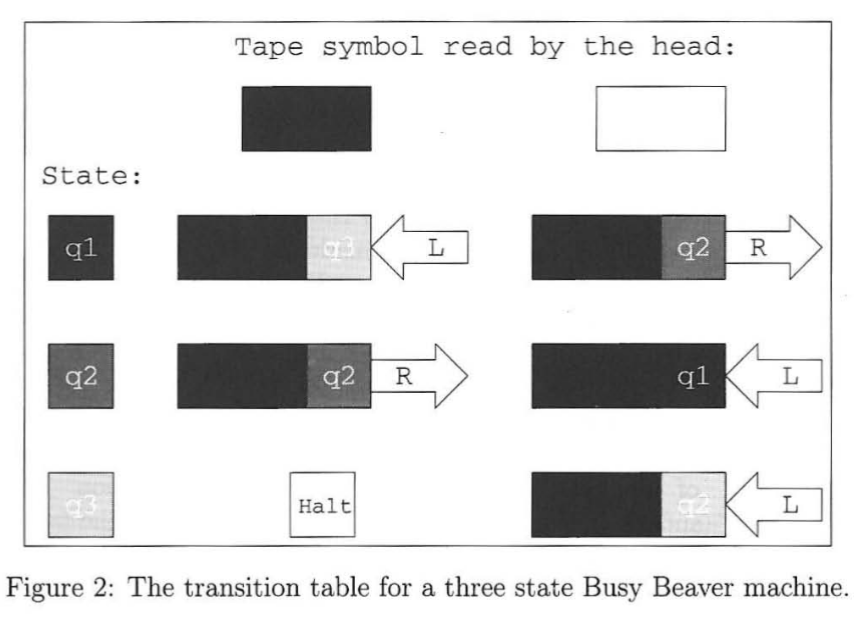 Tape symbol read by the head:
State:
q1 q3 L q2 R
q2 q2 R q1 L
q3 Halt q2 L
Figure 2: The transition table for a three state Busy Beaver machine.